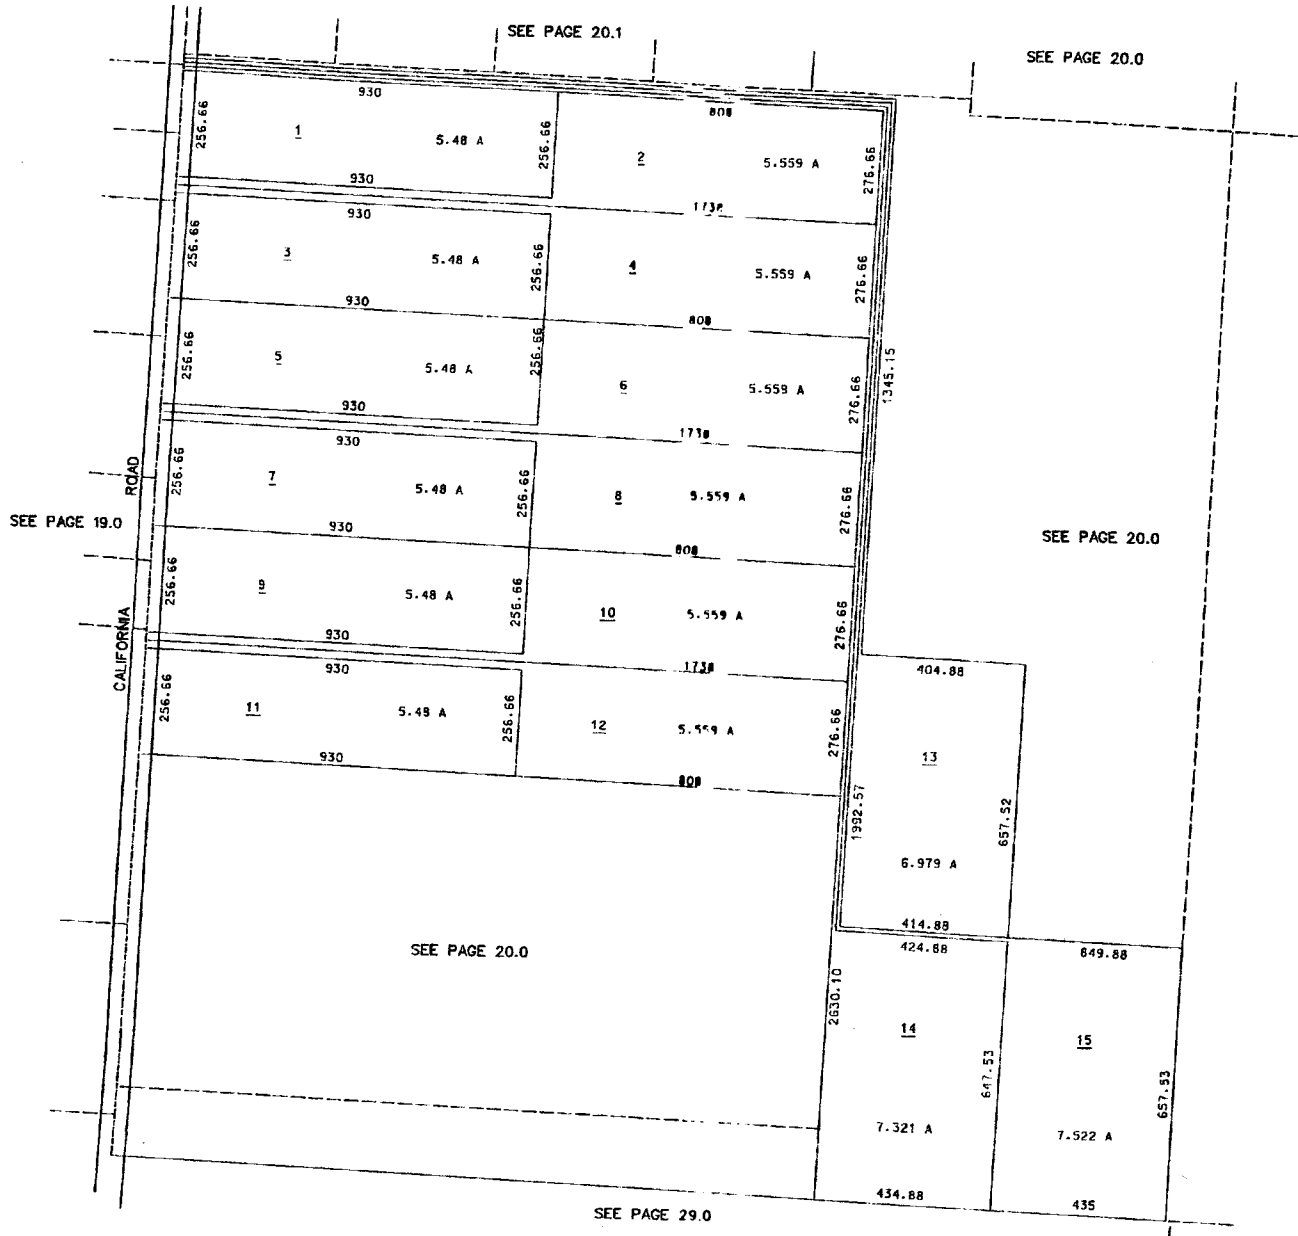 SEE PAGE 20.1
SEE PAGE 20.0
930
808
256.66
1
5.48 A
256.66
2
5.559 A
276.66
930
1738
930
256.66
3
5.48 A
256.66
4
5.559 A
276.66
930
808
1345.15
256.66
5
5.48 A
256.66
6
5.559 A
276.66
930
1738
930
256.66
7
5.48 A
256.66
8
5.559 A
276.66
ROAD
SEE PAGE 19.0
SEE PAGE 20.0
930
808
256.66
9
5.48 A
256.66
10
5.559 A
276.66
CALIFORNIA
930
1738
930
404.88
256.66
11
5.48 A
256.66
12
5.559 A
276.66
13
930
808
1992.57
657.52
6.979 A
414.88
SEE PAGE 20.0
424.88
849.88
2630.10
14
15
647.53
657.53
7.321 A
7.522 A
434.88
435
SEE PAGE 29.0